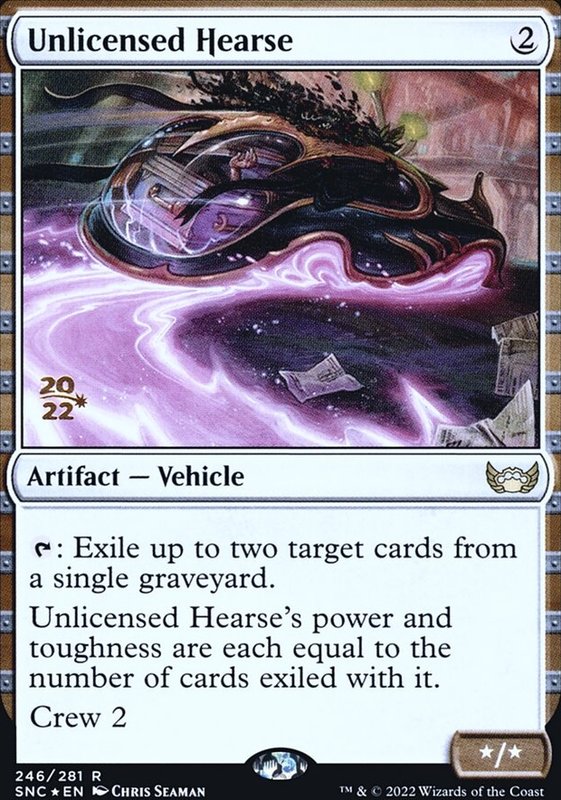 Unlicensed Hearse 2
20
22
Artifact — Vehicle
: Exile up to two target cards from
a single graveyard.
Unlicensed Hearse's power and
toughness are each equal to the
number of cards exiled with it.
Crew 2
*/*
246/281 R
SNC ★ EN Chris Seaman
™ & © 2022 Wizards of the Coast